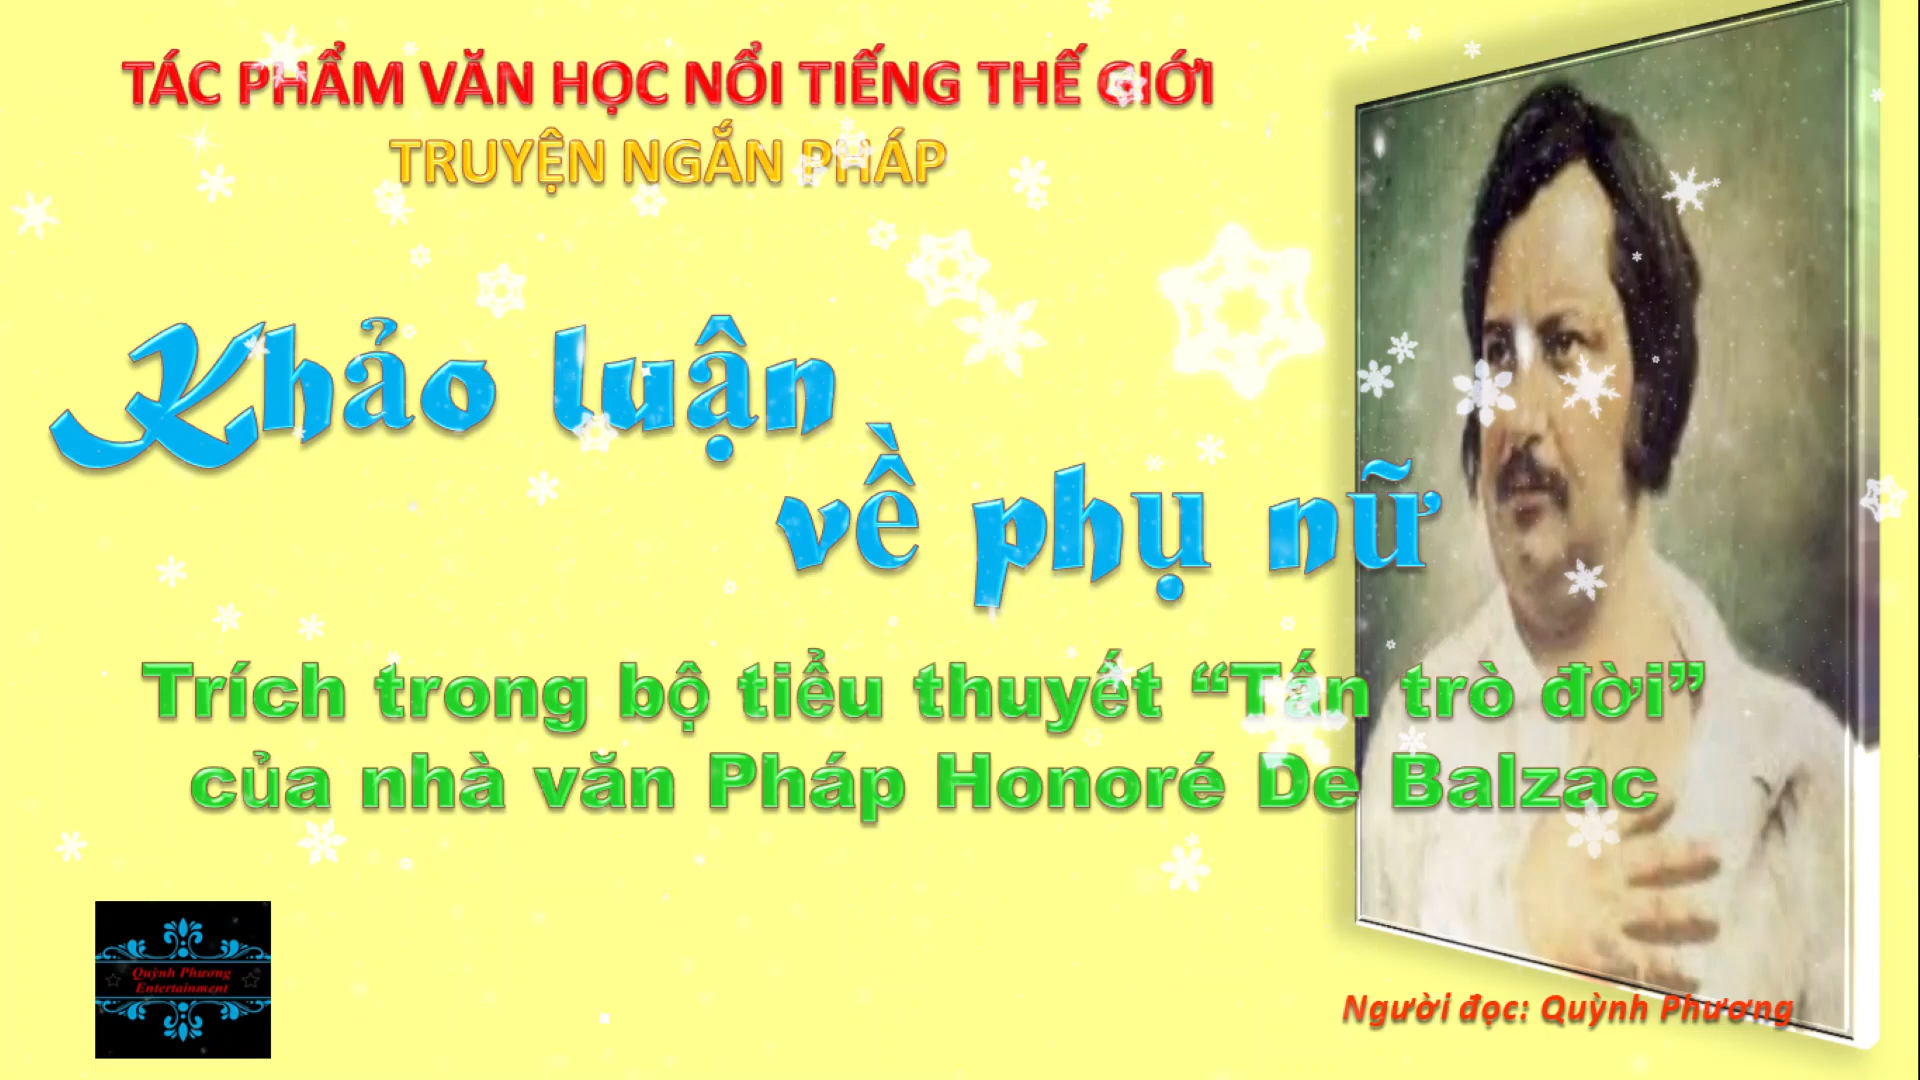 TÁC PHẨM VĂN HỌC NỔI TIẾNG THẾ GIỚI
TRUYỆN NGẮN PHÁP
Khảo luận
về phụ nữ
Trích trong bộ tiểu thuyết “Tấn trò đời”
của nhà văn Pháp Honoré De Balzac
Quỳnh Phương
Entertainment
Người đọc: Quỳnh Phương